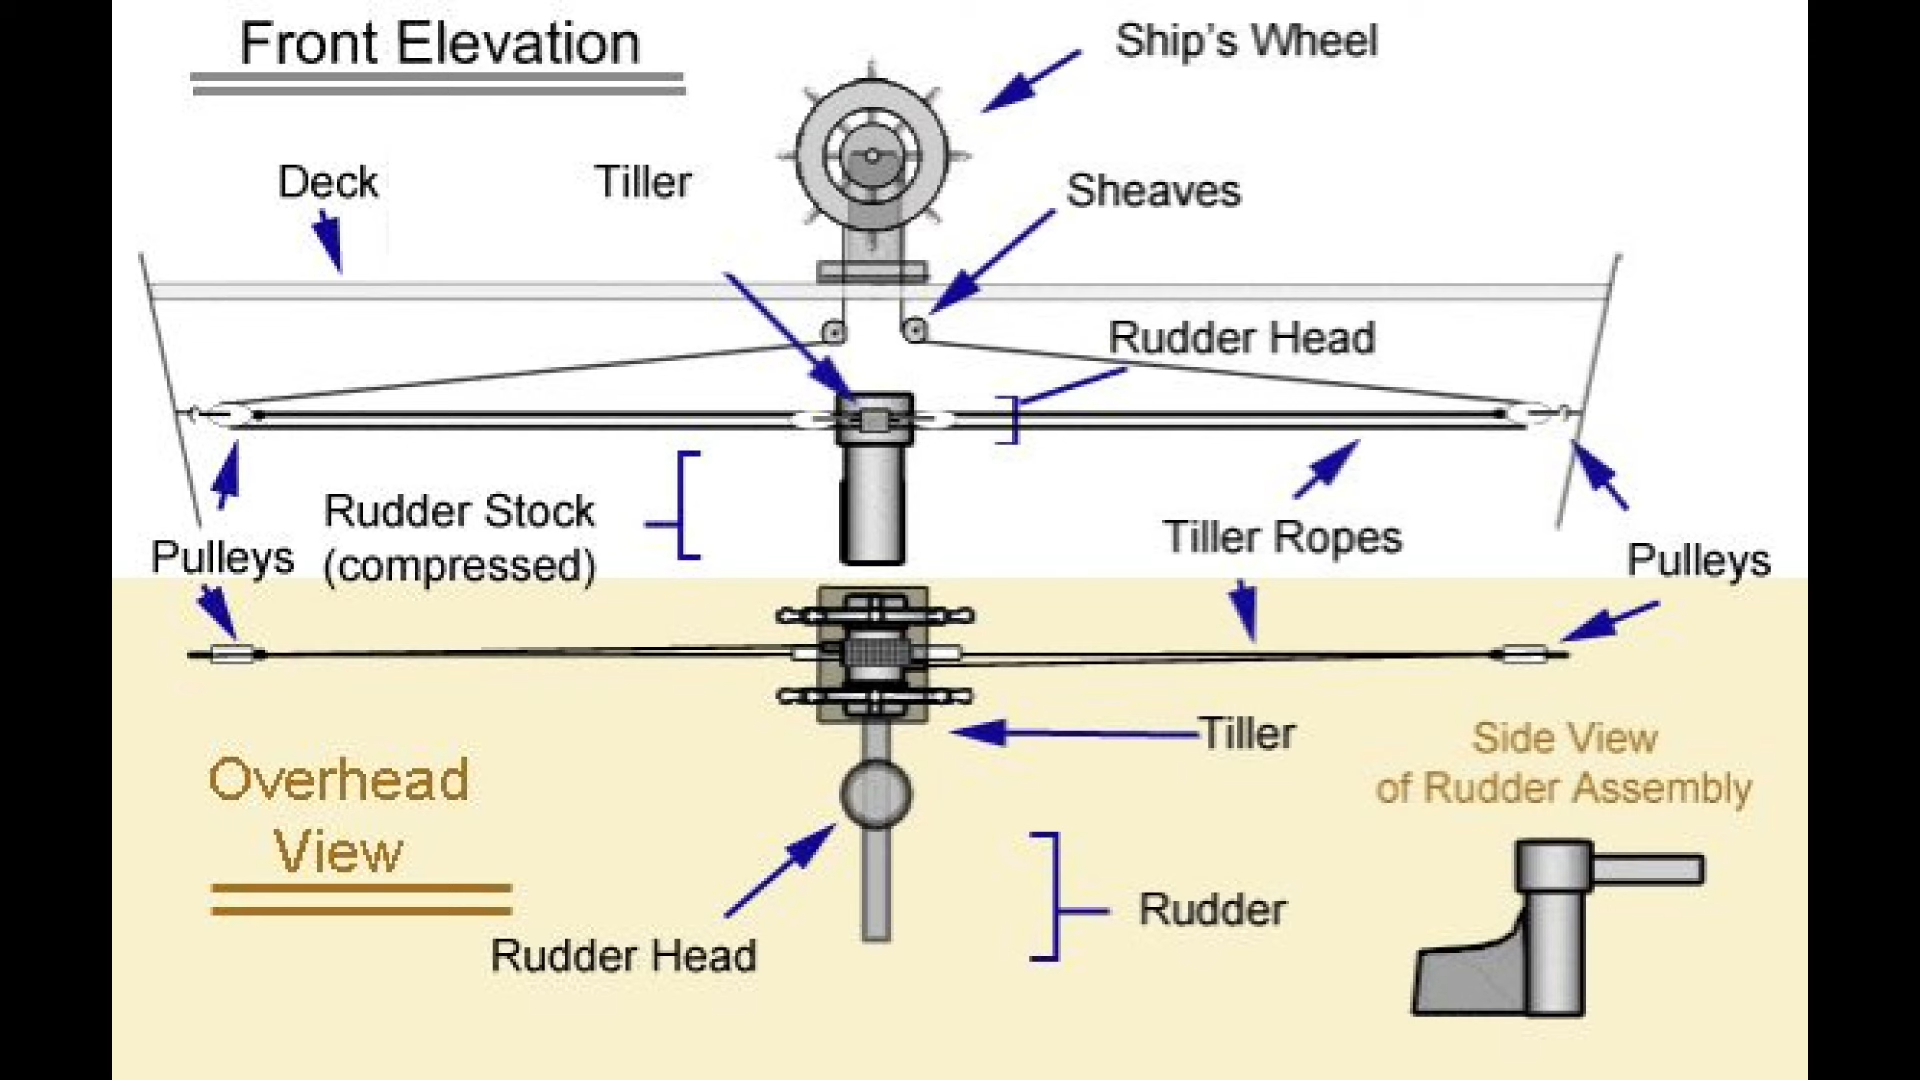 Front Elevation
Ship's Wheel
Deck
Tiller
Sheaves
Rudder Head
Rudder Stock
(compressed)
Tiller Ropes
Pulleys
Pulleys
Tiller
Side View
of Rudder Assembly
Overhead
View
Rudder
Rudder Head